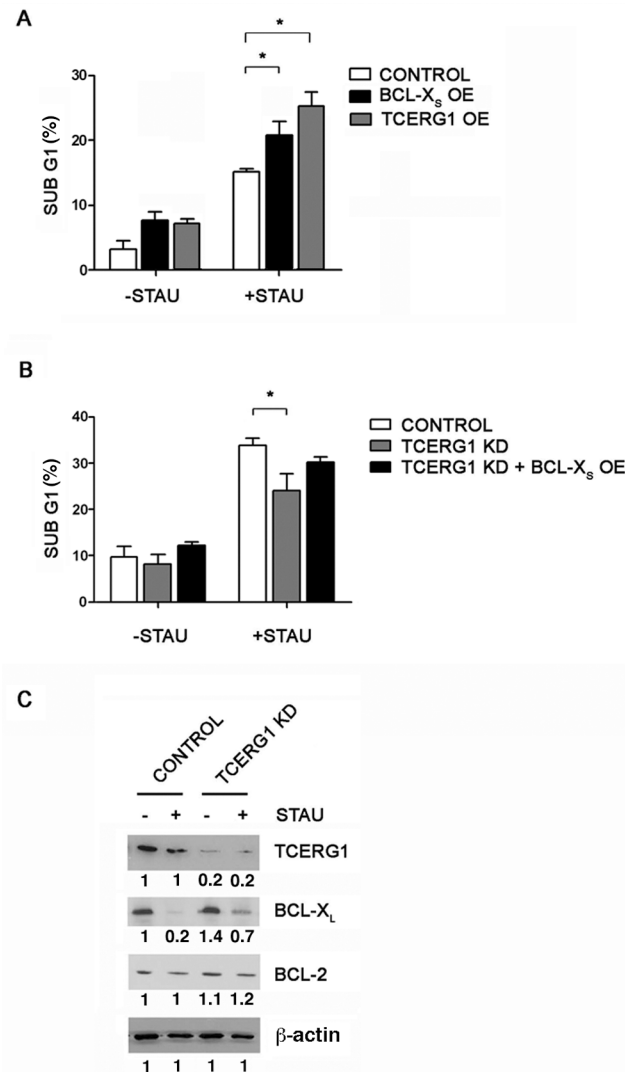 A
* 
*
30
20
10
0
SUB G1 (%)
-STAU +STAU
CONTROL
BCL-Xs OE
TCERG1 OE
B
*
40
30
20
10
0
SUB G1 (%)
-STAU +STAU
CONTROL
TCERG1 KD
TCERG1 KD + BCL-Xs OE
C
CONTROL TCERG1 KD
- + - + STAU
TCERG1
1 1 0.2 0.2
BCL-XL
1 0.2 1.4 0.7
BCL-2
1 1 1.1 1.2
β-actin
1 1 1 1